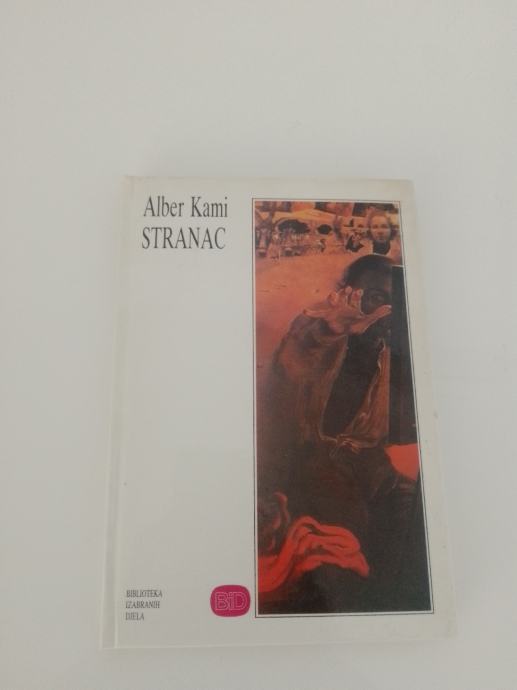 Alber Kami
STRANAC
BIBLIOTEKA
IZABRANIH
DJELA
BID